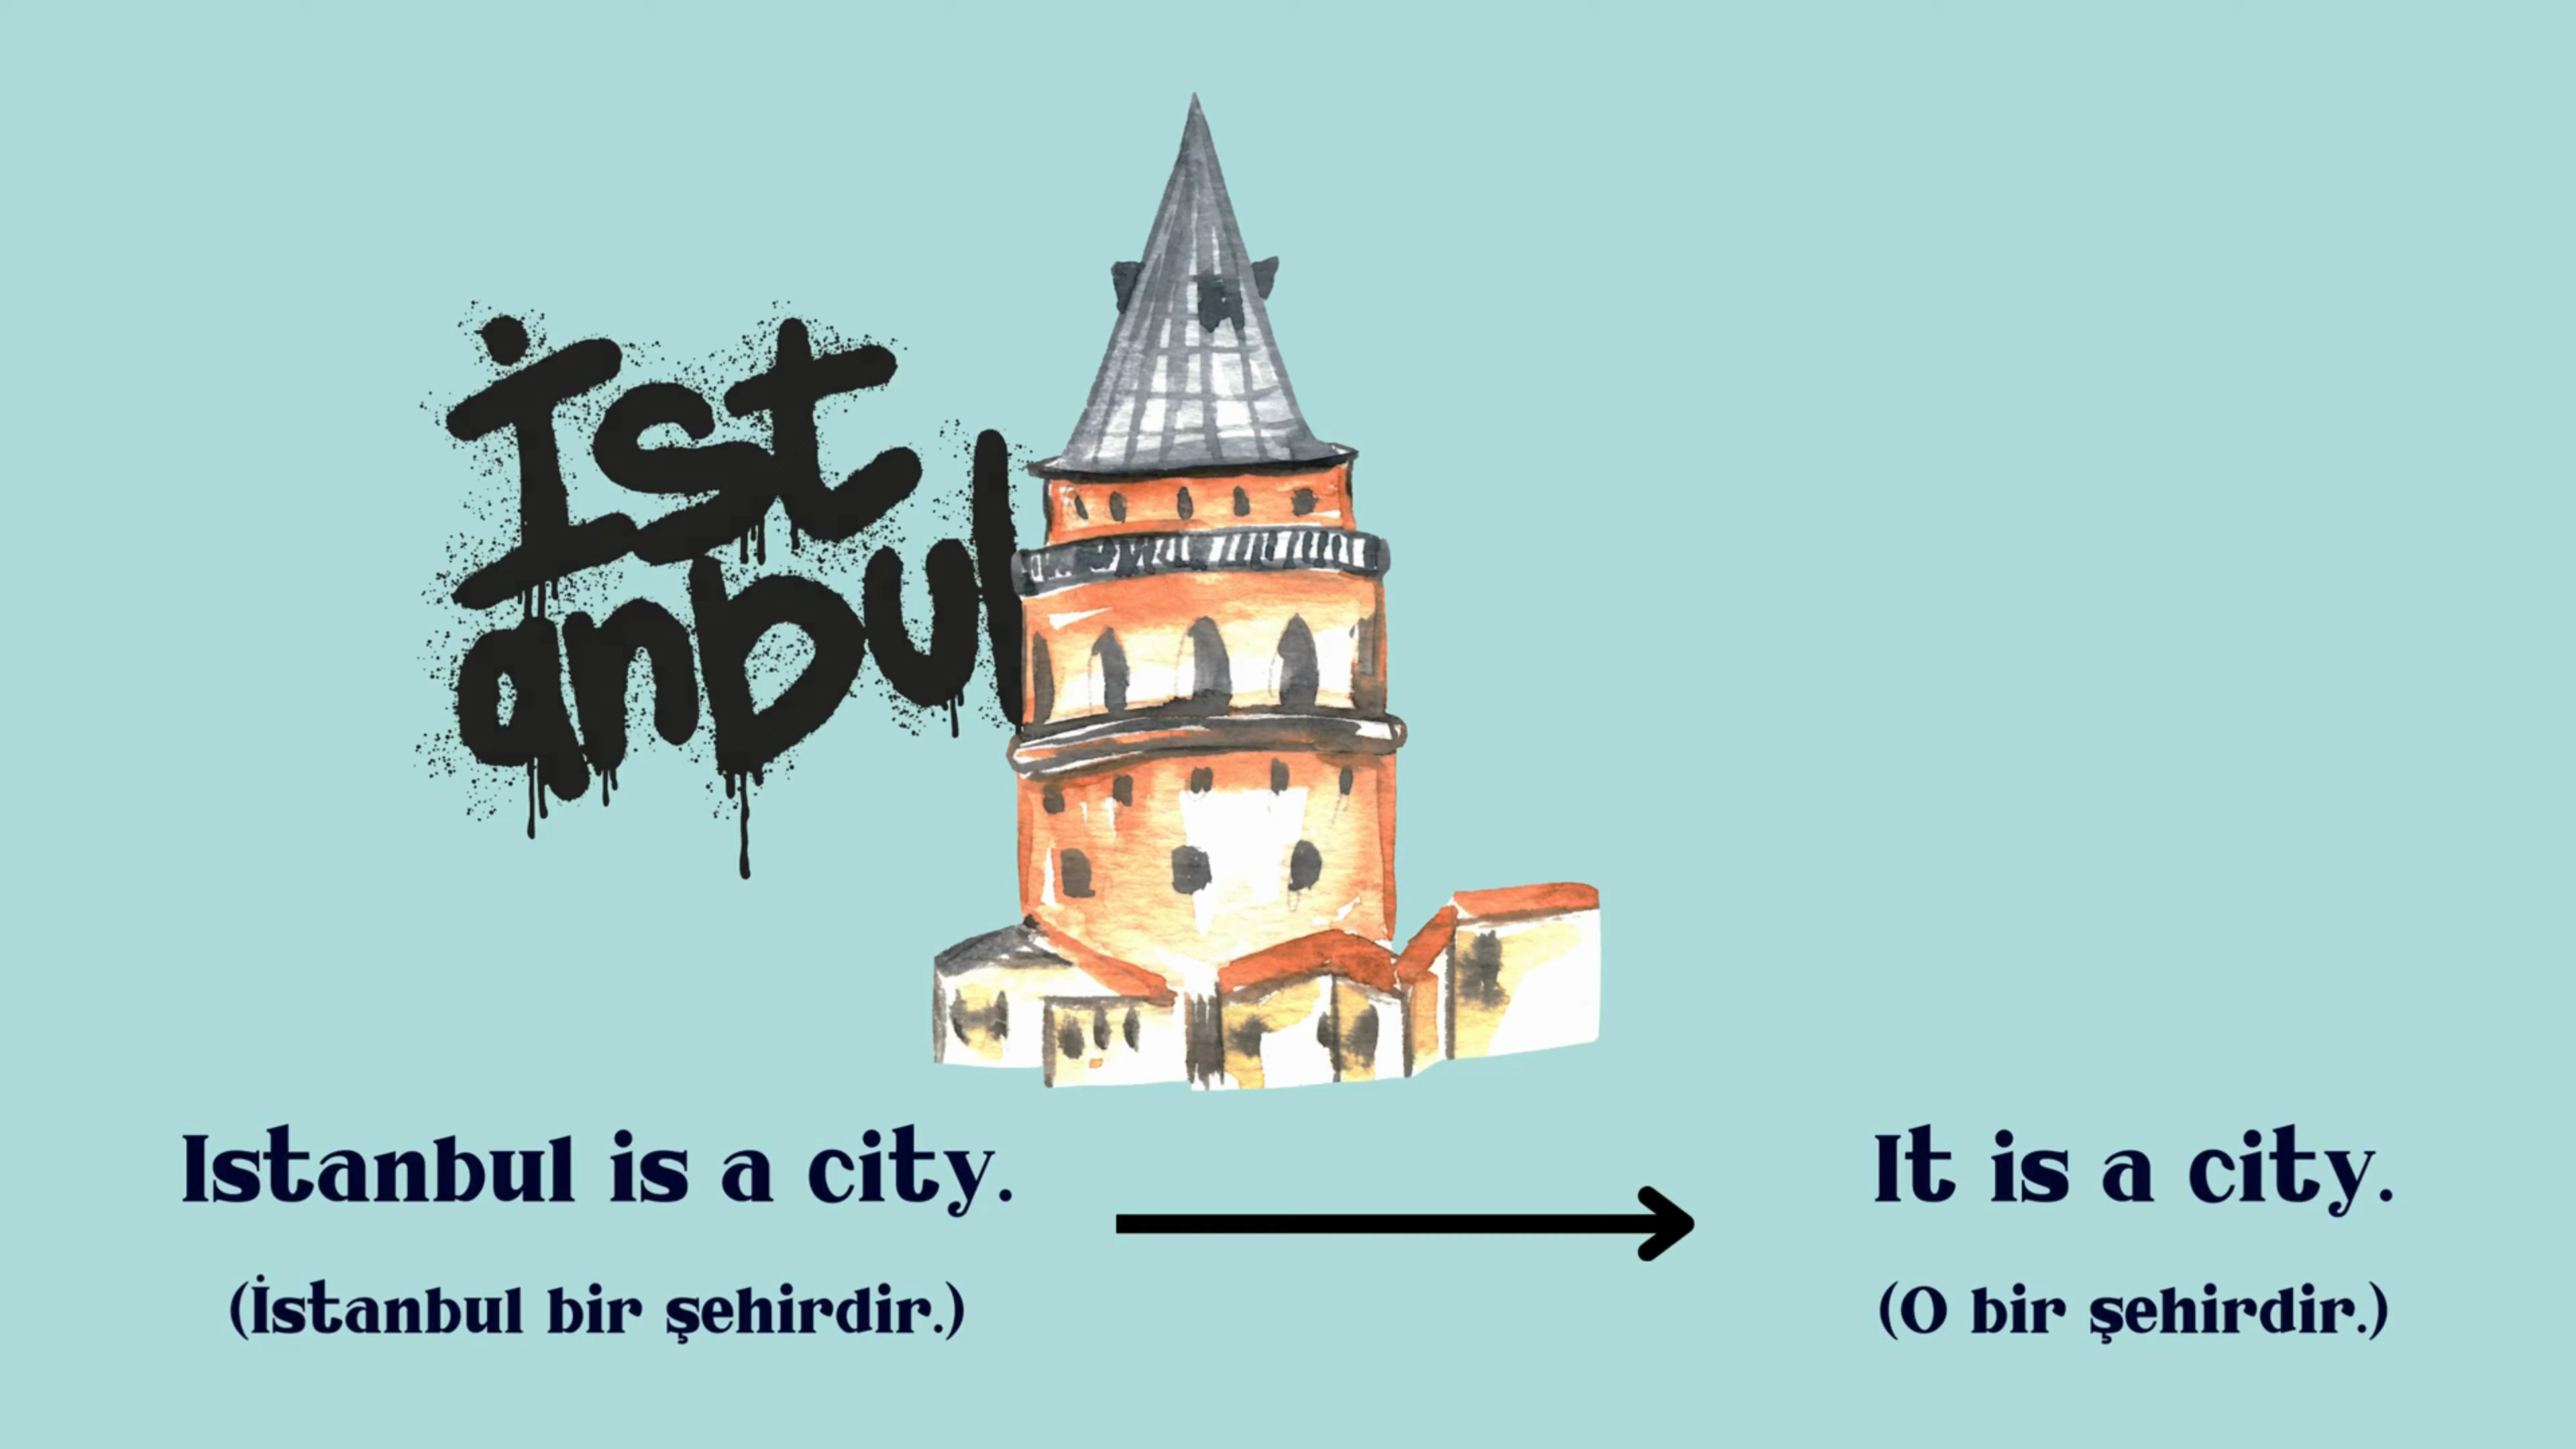 İst
anbul
Istanbul is a city.
(İstanbul bir şehirdir.)
It is a city.
(O bir şehirdir.)